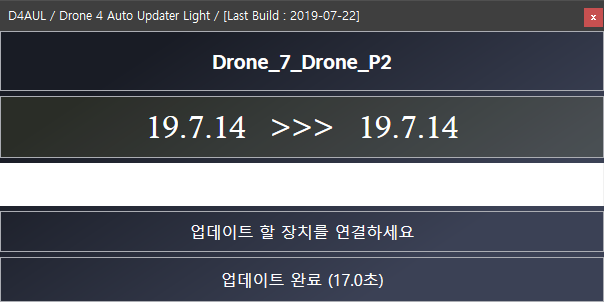 D4AUL / Drone 4 Auto Updater Light / [Last Build : 2019-07-22]
x
Drone_7_Drone_P2
19.7.14 >>> 19.7.14
업데이트 할 장치를 연결하세요
업데이트 완료 (17.0초)